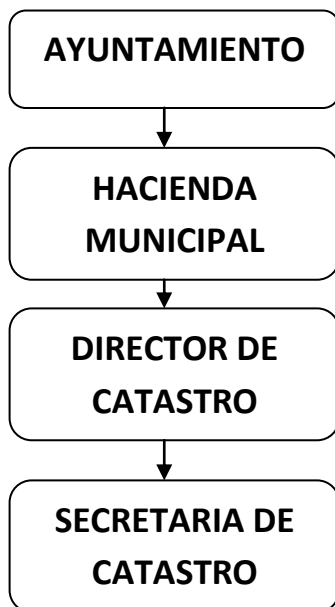 AYUNTAMIENTO
HACIENDA
MUNICIPAL
DIRECTOR DE
CATASTRO
SECRETARIA DE
CATASTRO